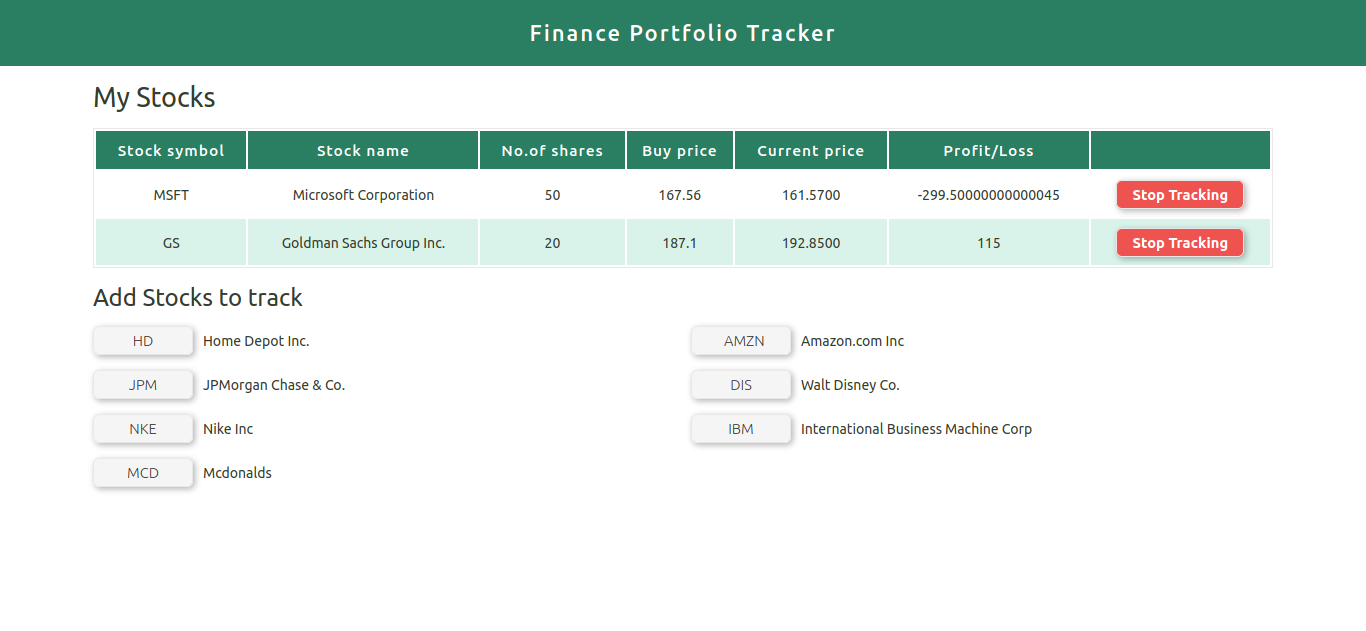 Finance Portfolio Tracker
My Stocks
Stock symbol Stock name No.of shares Buy price Current price Profit/Loss
MSFT Microsoft Corporation 50 167.56 161.5700 -299.50000000000045 Stop Tracking
GS Goldman Sachs Group Inc. 20 187.1 192.8500 115 Stop Tracking
Add Stocks to track
HD Home Depot Inc. AMZN Amazon.com Inc
JPM JPMorgan Chase & Co. DIS Walt Disney Co.
NKE Nike Inc IBM International Business Machine Corp
MCD Mcdonalds